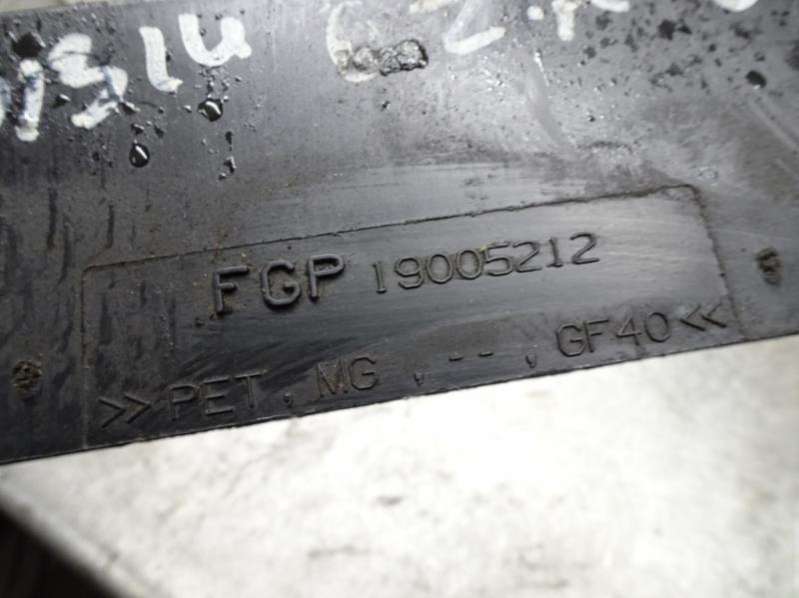 FGP 19005212
>>PET, MG, --, GF40<<